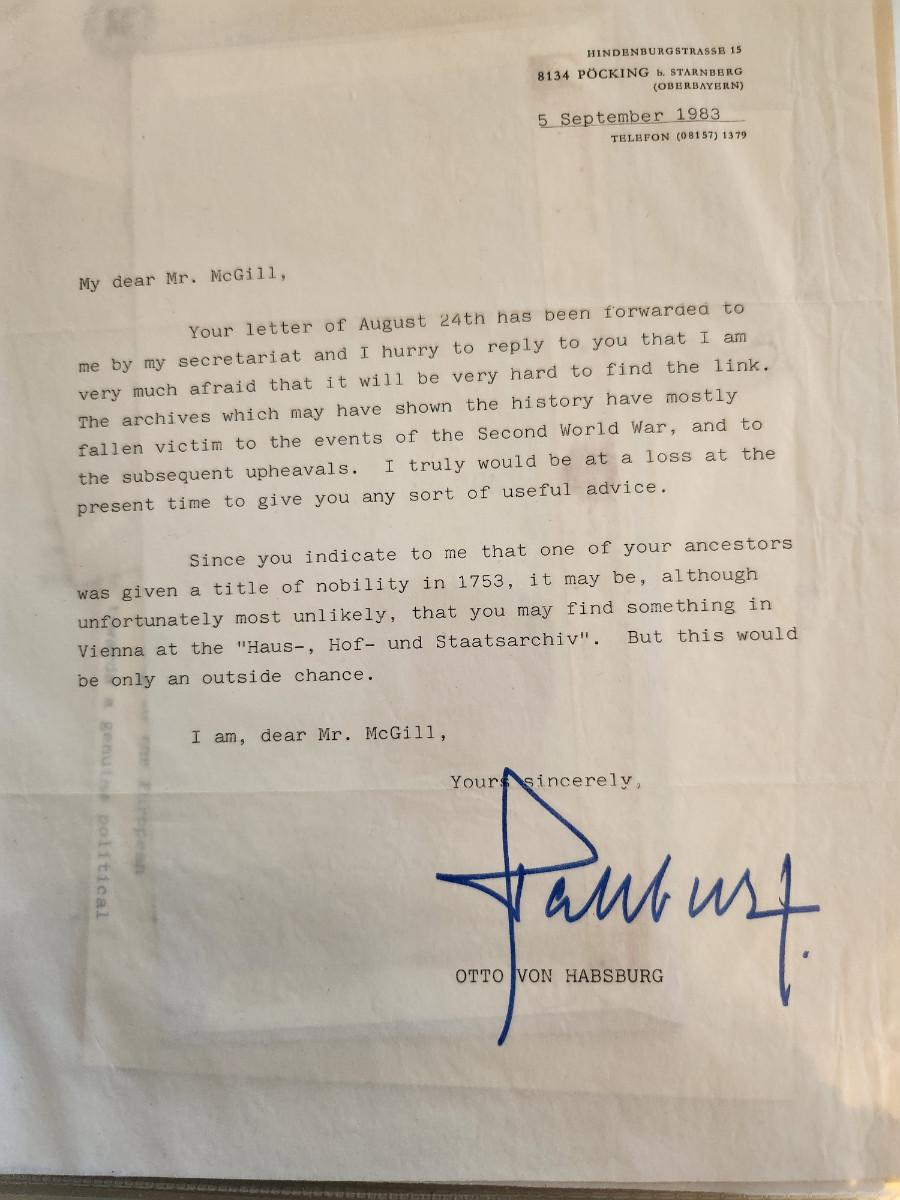 HINDENBURGSTRASSE 15
8134 PÖCKING b. STARNBERG
(OBERBAYERN)
5 September 1983
TELEFON (08157) 1379
My dear Mr. McGill,
Your letter of August 24th has been forwarded to
me by my secretariat and I hurry to reply to you that I am
very much afraid that it will be very hard to find the link.
The archives which may have shown the history have mostly
fallen victim to the events of the Second World War, and to
the subsequent upheavals. I truly would be at a loss at the
present time to give you any sort of useful advice.
Since you indicate to me that one of your ancestors
was given a title of nobility in 1753, it may be, although
unfortunately most unlikely, that you may find something in
Vienna at the "Haus-, Hof- und Staatsarchiv". But this would
be only an outside chance.
I am, dear Mr. McGill,
Yours sincerely,
OTTO VON HABSBURG
a genuine political
the European